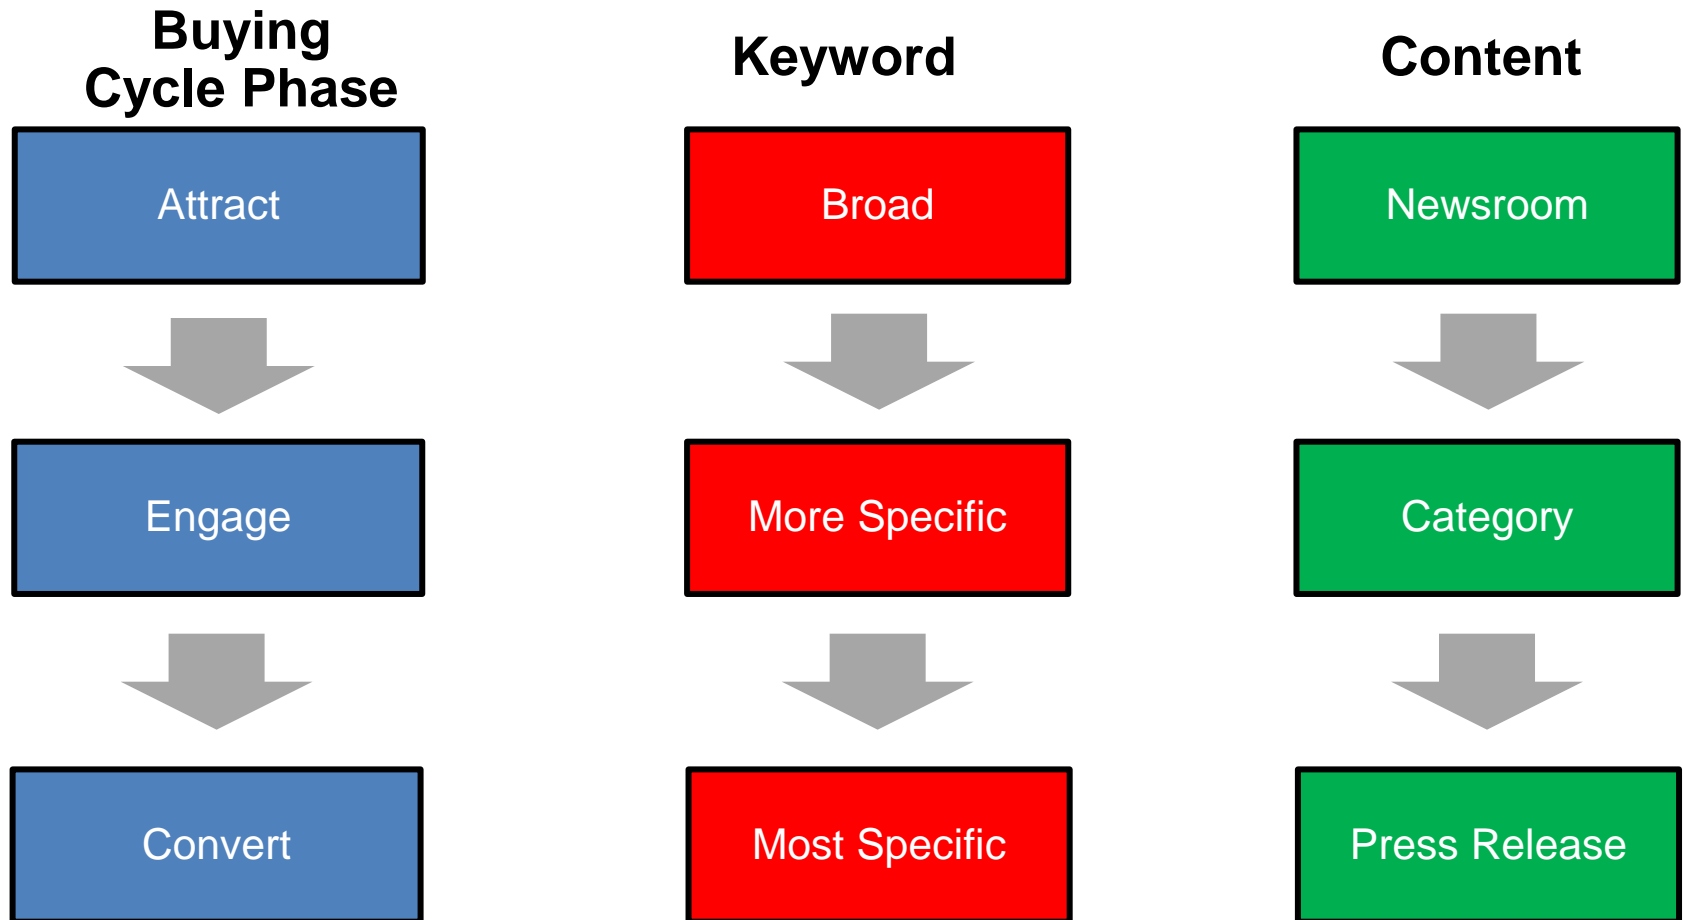 Buying
Cycle Phase
Keyword
Content
Attract
Broad
Newsroom
Engage
More Specific
Category
Convert
Most Specific
Press Release